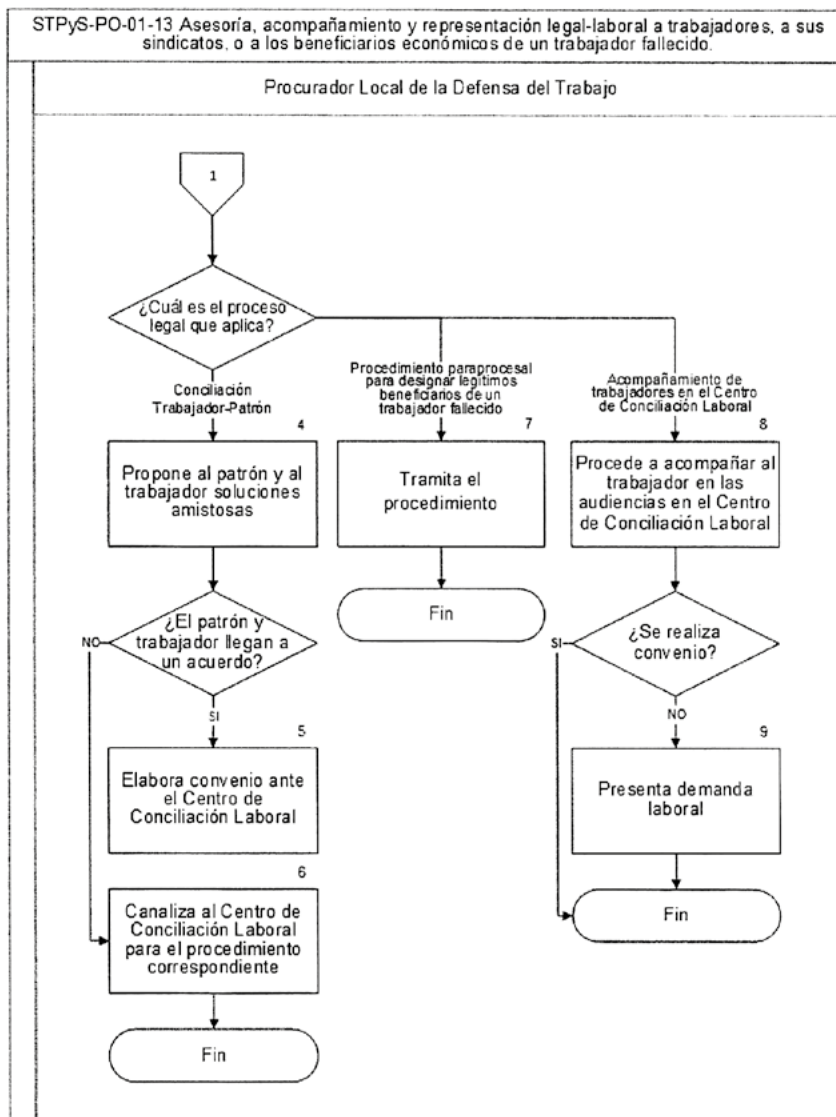 STPyS-PO-01-13 Asesoría, acompañamiento y representación legal-laboral a trabajadores, a sus
sindicatos, o a los beneficiarios económicos de un trabajador fallecido.
Procurador Local de la Defensa del Trabajo
1
¿Cuál es el proceso
legal que aplica?
Conciliación
Trabajador-Patrón
4
Propone al patrón y al
trabajador soluciones
amistosas
¿El patrón y
trabajador llegan a
un acuerdo?
NO
SI
5
Elabora convenio ante
el Centro de
Conciliación Laboral
6
Canaliza al Centro de
Conciliación Laboral
para el procedimiento
correspondiente
Fin
Procedimiento paraprocesal
para designar legítimos
beneficiarios de un
trabajador fallecido
7
Tramita el
procedimiento
Fin
Acompañamiento de
trabajadores en el Centro
de Conciliación Laboral
8
Procede a acompañar al
trabajador en las
audiencias en el Centro
de Conciliación Laboral
¿Se realiza
convenio?
SI
NO
9
Presenta demanda
laboral
Fin